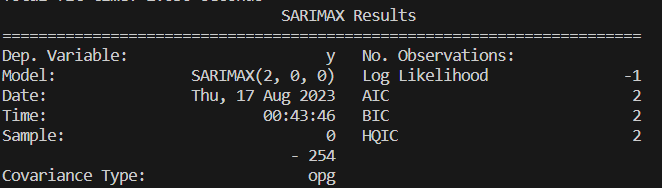 SARIMAX Results
==============================================================================
Dep. Variable: y No. Observations:
Model: SARIMAX(2, 0, 0) Log Likelihood -1
Date: Thu, 17 Aug 2023 AIC 2
Time: 00:43:46 BIC 2
Sample: 0 HQIC 2
- 254
Covariance Type: opg